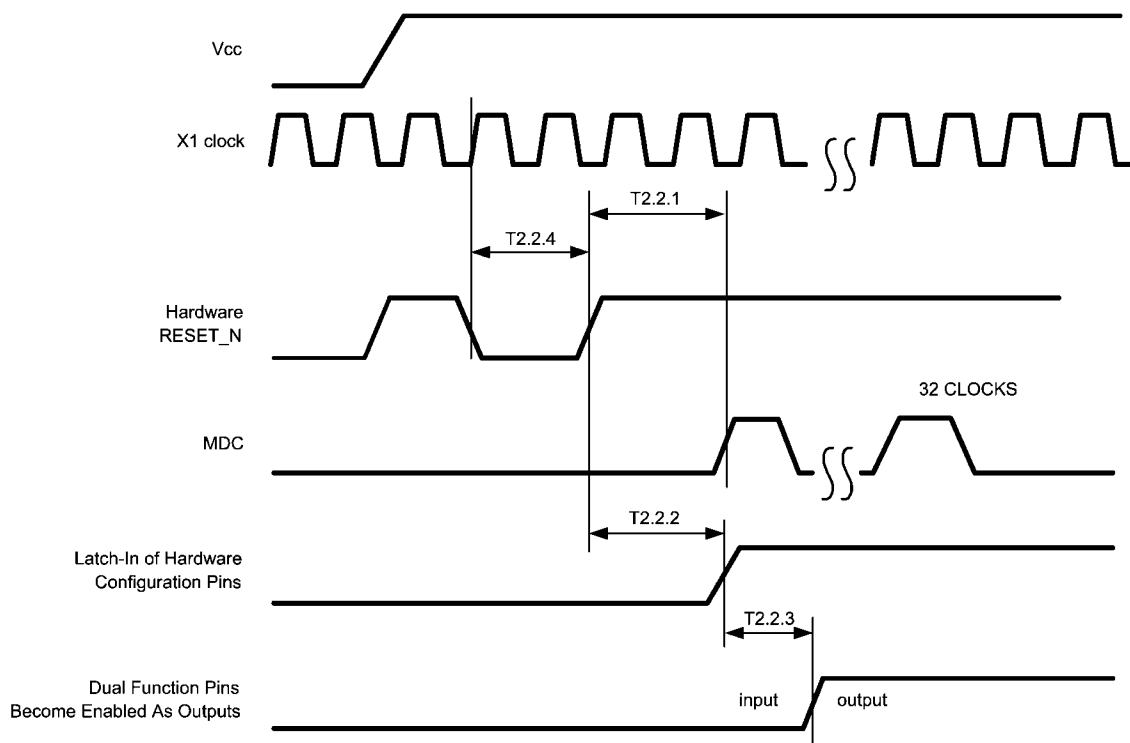 Vcc
X1 clock
T2.2.1
T2.2.4
Hardware
RESET_N
32 CLOCKS
MDC
T2.2.2
Latch-In of Hardware
Configuration Pins
T2.2.3
Dual Function Pins
Become Enabled As Outputs
input
output